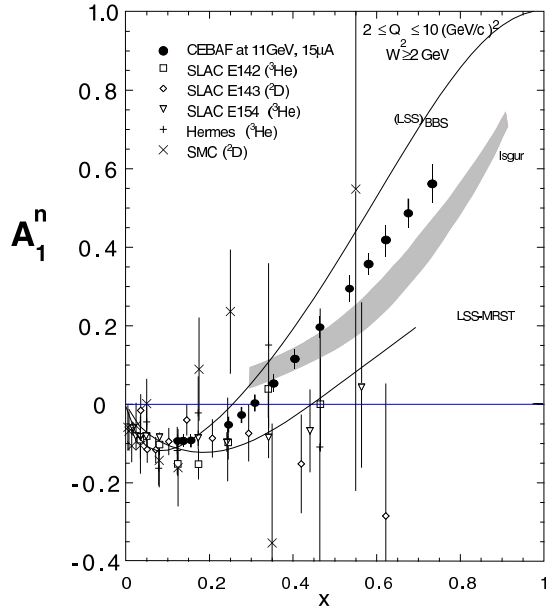 1.0
2 ≤ Q² ≤ 10 (GeV/c)²
W² ≥ 2 GeV
CEBAF at 11GeV, 15μA
SLAC E142 (³He)
SLAC E143 (²D)
SLAC E154 (³He)
Hermes (³He)
SMC (²D)
0.8
(LSS)BBS
0.6
Isgur
A₁ⁿ
0.4
LSS-MRST
0.2
0
-0.2
-0.4
0 0.2 0.4 0.6 0.8 1
x